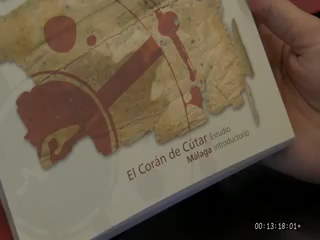 El Corán de Cútar Estudio
Málaga introductorio
00:13:18:01+